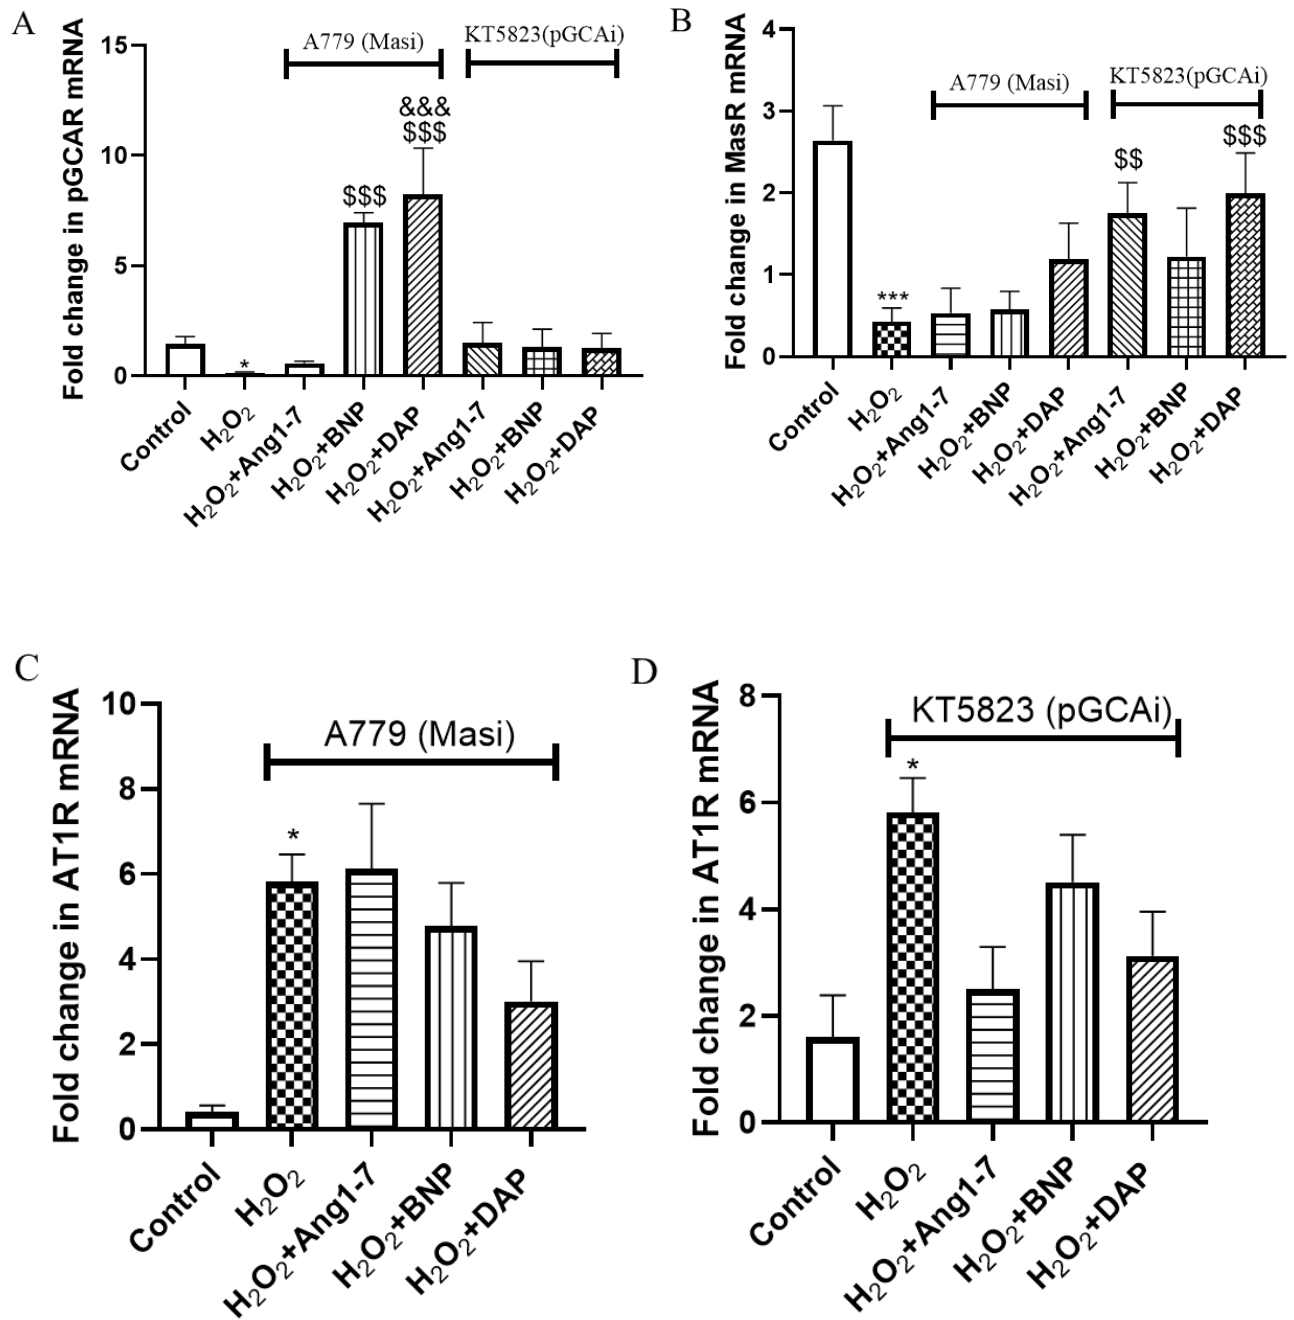 A
Fold change in pGCAR mRNA
15
10
5
0
A779 (Masi)
KT5823(pGCAi)
*
$$$
&&&
$$$
Control
H₂O₂
H₂O₂+Ang1-7
H₂O₂+BNP
H₂O₂+DAP
H₂O₂+Ang1-7
H₂O₂+BNP
H₂O₂+DAP
B
Fold change in MasR mRNA
4
3
2
1
0
A779 (Masi)
KT5823(pGCAi)
***
$$
$$$
Control
H₂O₂
H₂O₂+Ang1-7
H₂O₂+BNP
H₂O₂+DAP
H₂O₂+Ang1-7
H₂O₂+BNP
H₂O₂+DAP
C
Fold change in AT1R mRNA
10
8
6
4
2
0
A779 (Masi)
*
Control
H₂O₂
H₂O₂+Ang1-7
H₂O₂+BNP
H₂O₂+DAP
D
Fold change in AT1R mRNA
8
6
4
2
0
KT5823 (pGCAi)
*
Control
H₂O₂
H₂O₂+Ang1-7
H₂O₂+BNP
H₂O₂+DAP